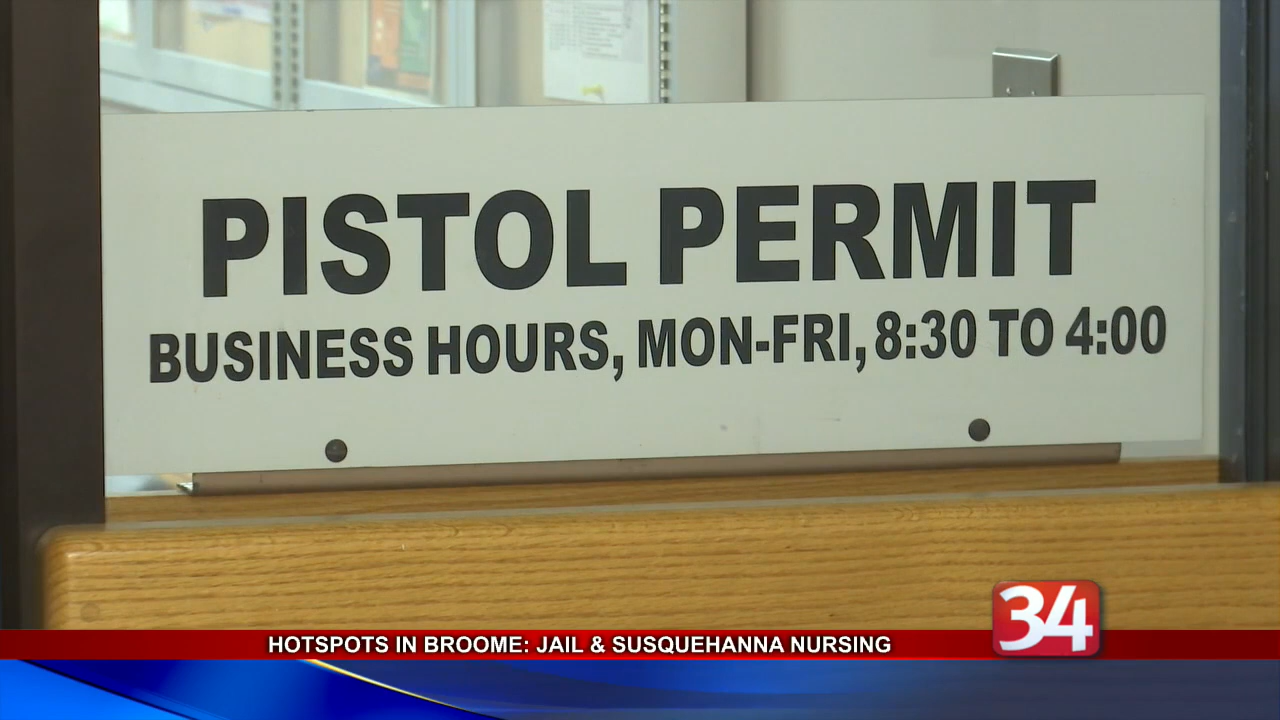 PISTOL PERMIT
BUSINESS HOURS, MON-FRI, 8:30 TO 4:00
34
HOTSPOTS IN BROOME: JAIL & SUSQUEHANNA NURSING